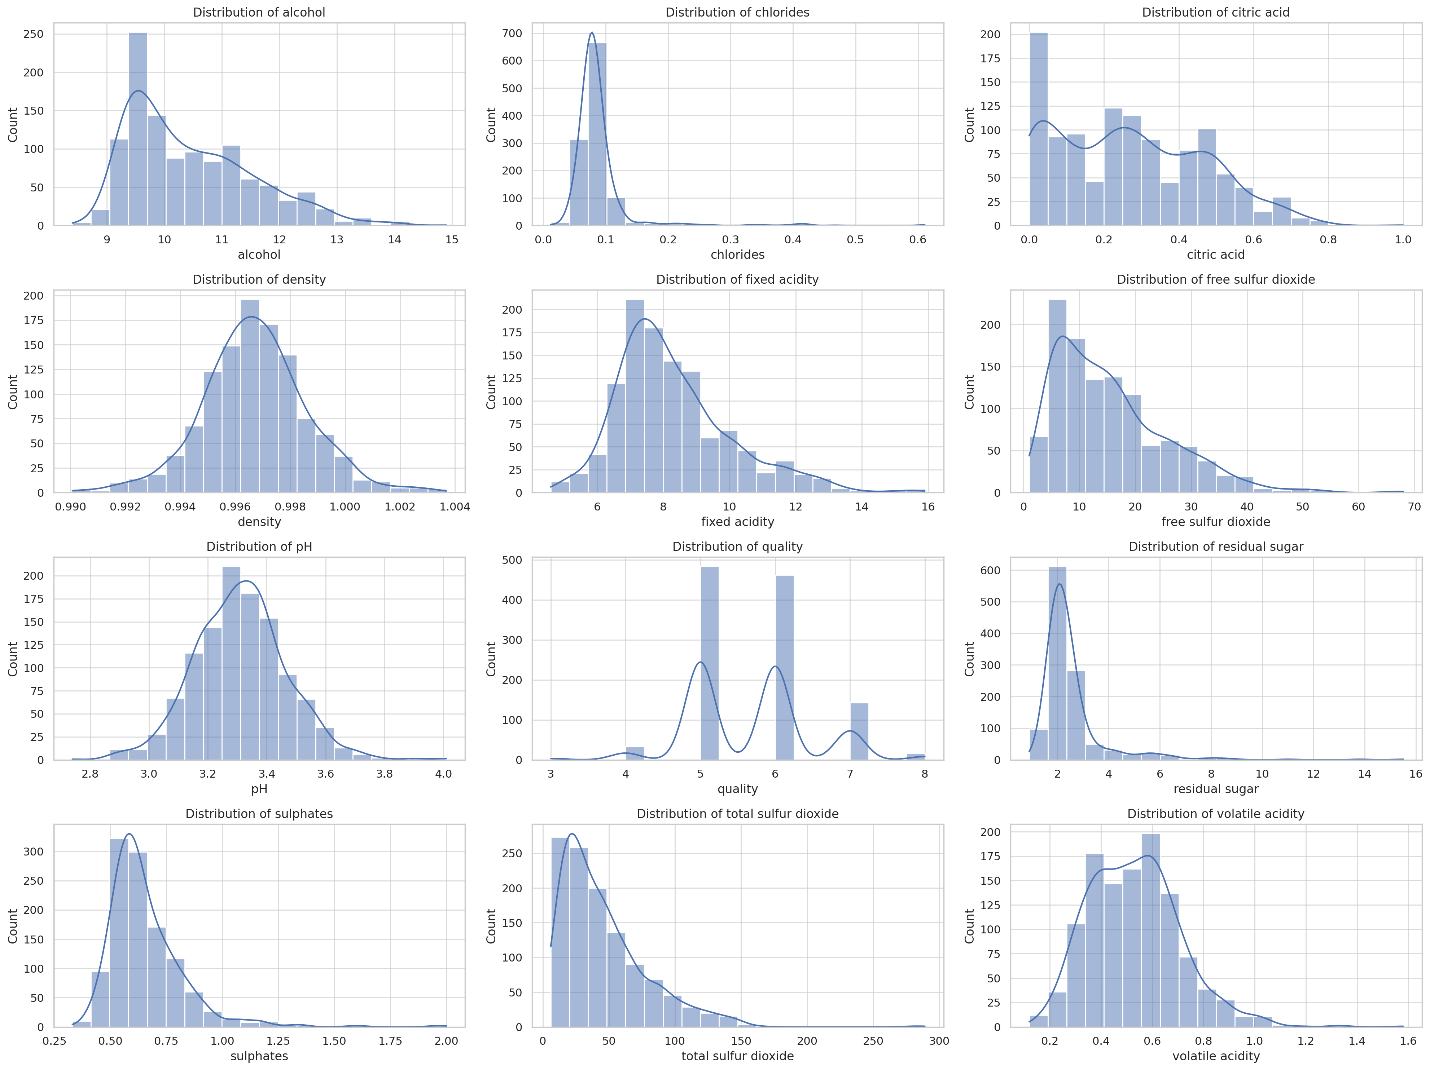 Distribution of alcohol
Count
250
200
150
100
50
0
9 10 11 12 13 14 15
alcohol
Distribution of chlorides
Count
700
600
500
400
300
200
100
0
0.0 0.1 0.2 0.3 0.4 0.5 0.6
chlorides
Distribution of citric acid
Count
200
175
150
125
100
75
50
25
0
0.0 0.2 0.4 0.6 0.8 1.0
citric acid
Distribution of density
Count
200
175
150
125
100
75
50
25
0
0.990 0.992 0.994 0.996 0.998 1.000 1.002 1.004
density
Distribution of fixed acidity
Count
200
175
150
125
100
75
50
25
0
6 8 10 12 14 16
fixed acidity
Distribution of free sulfur dioxide
Count
200
150
100
50
0
0 10 20 30 40 50 60 70
free sulfur dioxide
Distribution of pH
Count
200
175
150
125
100
75
50
25
0
2.8 3.0 3.2 3.4 3.6 3.8 4.0
pH
Distribution of quality
Count
500
400
300
200
100
0
3 4 5 6 7 8
quality
Distribution of residual sugar
Count
600
500
400
300
200
100
0
2 4 6 8 10 12 14 16
residual sugar
Distribution of sulphates
Count
300
250
200
150
100
50
0
0.25 0.50 0.75 1.00 1.25 1.50 1.75 2.00
sulphates
Distribution of total sulfur dioxide
Count
250
200
150
100
50
0
0 50 100 150 200 250 300
total sulfur dioxide
Distribution of volatile acidity
Count
200
175
150
125
100
75
50
25
0
0.2 0.4 0.6 0.8 1.0 1.2 1.4 1.6
volatile acidity